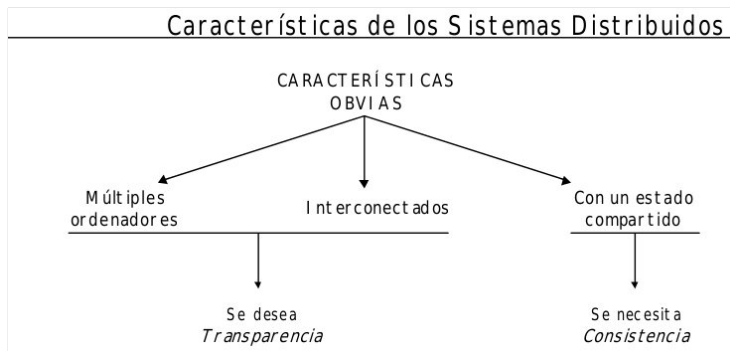 Características de los Sistemas Distribuidos
CARACTERÍSTICAS
OBVIAS
Múltiples
ordenadores
Interconectados
Con un estado
compartido
Se desea
Transparencia
Se necesita
Consistencia